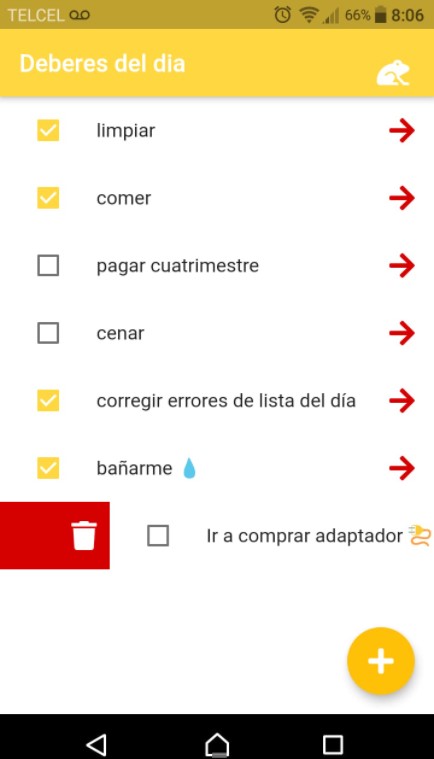 TELCEL 66% 8:06
Deberes del dia
limpiar
comer
pagar cuatrimestre
cenar
corregir errores de lista del día
bañarme 💧
Ir a comprar adaptador